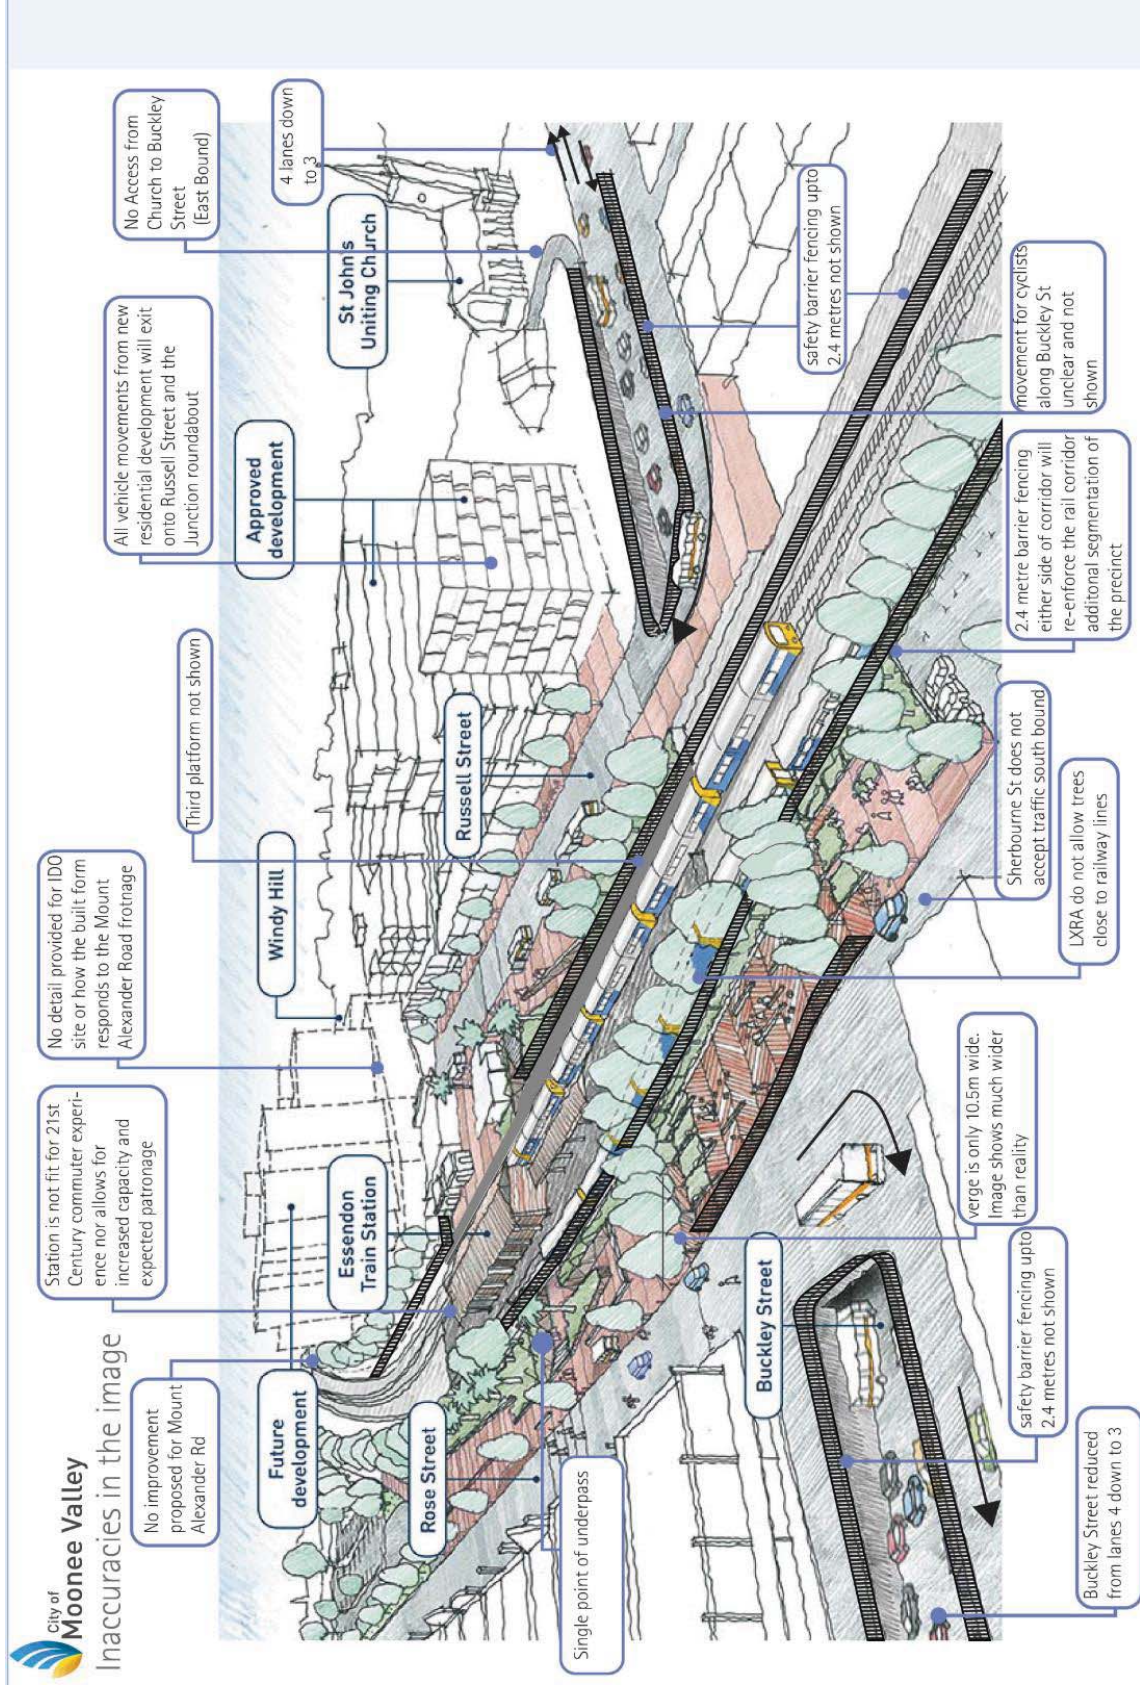 City of
Moonee Valley
Inaccuracies in the image
No improvement
proposed for Mount
Alexander Rd
Station is not fit for 21st
Century commuter experi-
ence nor allows for
increased capacity and
expected patronage
No detail provided for IDO
site or how the built form
responds to the Mount
Alexander Road frotnage
Third platform not shown
All vehicle movements from new
residential development will exit
onto Russell Street and the
Junction roundabout
No Access from
Church to Buckley
Street
(East Bound)
4 lanes down
to 3
Future
development
Essendon
Train Station
Windy Hill
Approved
development
St John's
Uniting Church
Rose Street
Russell Street
Single point of underpass
Buckley Street
safety barrier fencing upto
2.4 metres not shown
verge is only 10.5m wide.
Image shows much wider
than reality
safety barrier fencing upto
2.4 metres not shown
Buckley Street reduced
from lanes 4 down to 3
LXRA do not allow trees
close to railway lines
Sherbourne St does not
accept traffic south bound
2.4 metre barrier fencing
either side of corridor will
re-enforce the rail corridor
additonal segmentation of
the precinct
movement for cyclists
along Buckley St
unclear and not
shown